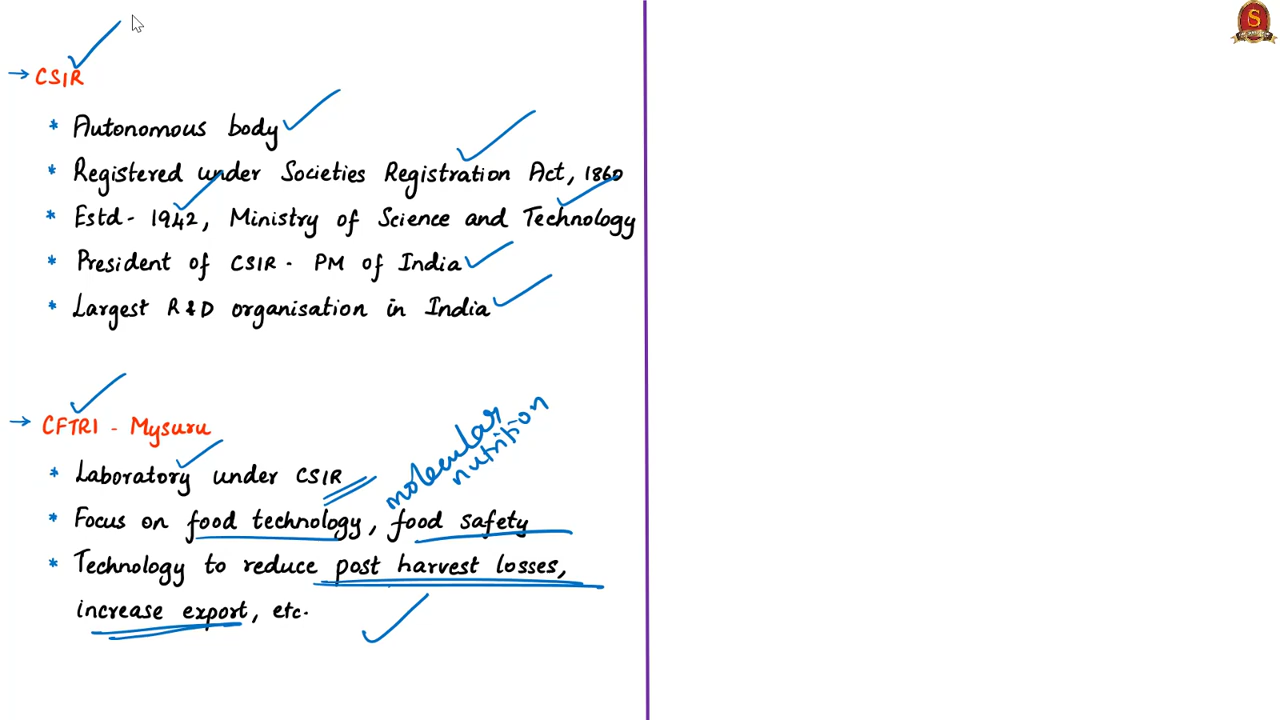 → CSIR
* Autonomous body
* Registered under Societies Registration Act, 1860
* Estd- 1942, Ministry of Science and Technology
* President of CSIR - PM of India
* Largest R&D organisation in India
→ CFTRI - Mysuru
* Laboratory under CSIR
molecular
nutrition
* Focus on food technology, food safety
* Technology to reduce post harvest losses,
increase export, etc.
S